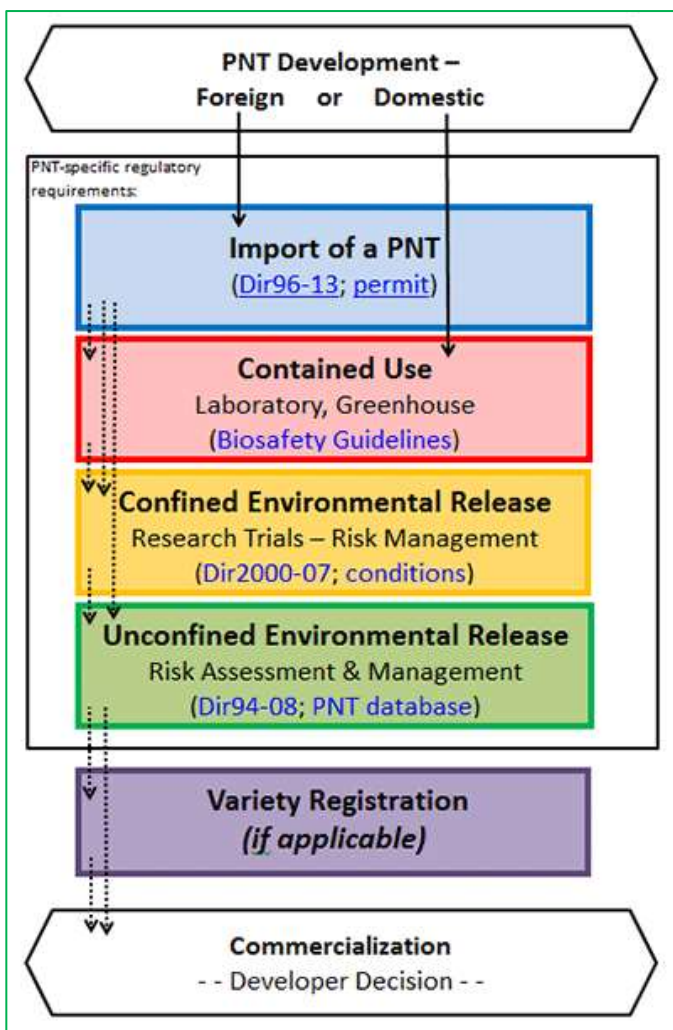 PNT Development –
Foreign or Domestic
PNT-specific regulatory
requirements:
Import of a PNT
(Dir96-13; permit)
Contained Use
Laboratory, Greenhouse
(Biosafety Guidelines)
Confined Environmental Release
Research Trials – Risk Management
(Dir2000-07; conditions)
Unconfined Environmental Release
Risk Assessment & Management
(Dir94-08; PNT database)
Variety Registration
(if applicable)
Commercialization
- - Developer Decision - -